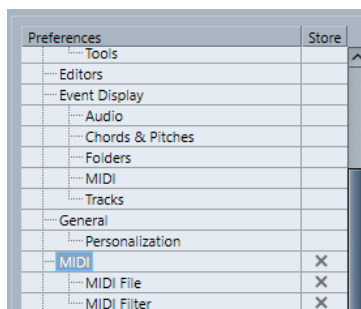 Preferences Store
Tools
Editors
Event Display
Audio
Chords & Pitches
Folders
MIDI
Tracks
General
Personalization
MIDI
MIDI File
MIDI Filter